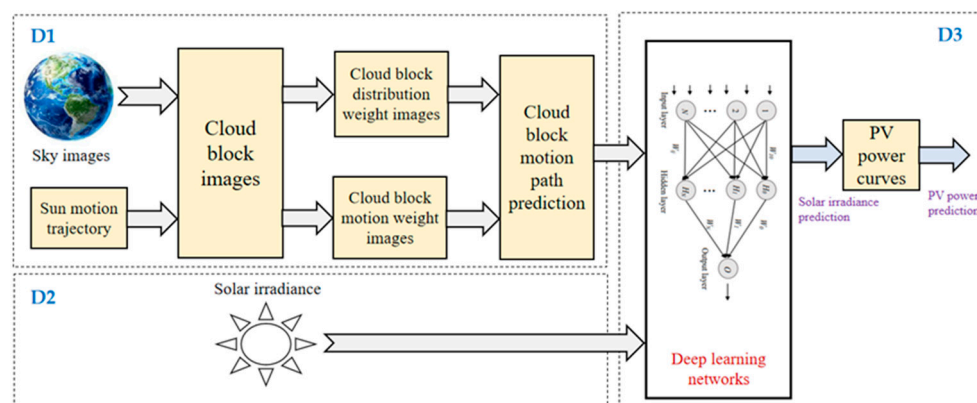 D1
Sky images
Sun motion
trajectory
Cloud
block
images
Cloud block
distribution
weight images
Cloud block
motion weight
images
Cloud
block
motion
path
prediction
D2
Solar irradiance
D3
Input layer
N
...
2
1
Hidden layer
...
Output layer
O
Deep learning
networks
Solar irradiance
prediction
PV
power
curves
PV power
prediction